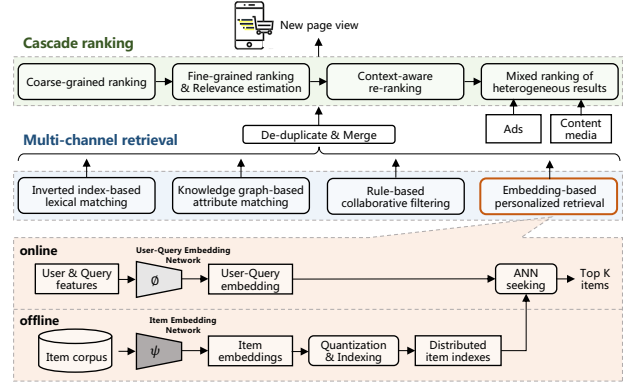 New page view
Cascade ranking
Coarse-grained ranking
Fine-grained ranking
& Relevance estimation
Context-aware
re-ranking
Mixed ranking of
heterogeneous results
Ads
Content
media
Multi-channel retrieval
De-duplicate & Merge
Inverted index-based
lexical matching
Knowledge graph-based
attribute matching
Rule-based
collaborative filtering
Embedding-based
personalized retrieval
online
User & Query
features
User-Query Embedding
Network
∅
User-Query
embedding
ANN
seeking
Top K
items
offline
Item corpus
Item Embedding
Network
ψ
Item
embeddings
Quantization
& Indexing
Distributed
item indexes